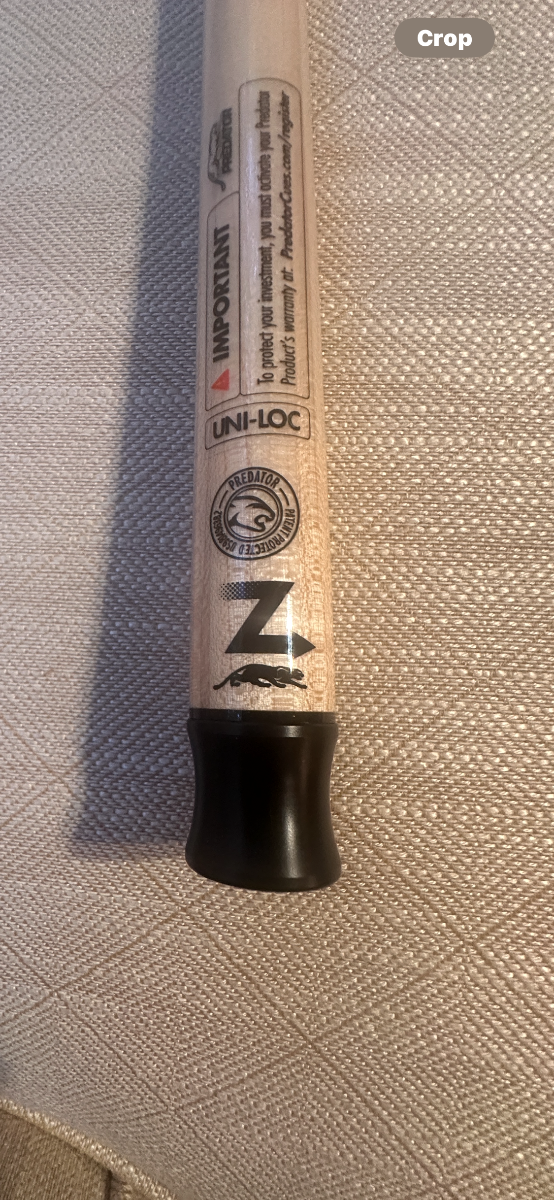 Crop
PREDATOR
IMPORTANT
To protect your investment, you must activate your Predator
Product's warranty at: PredatorCues.com/register
UNI-LOC
PREDATOR
PATENT PROTECTED
Z